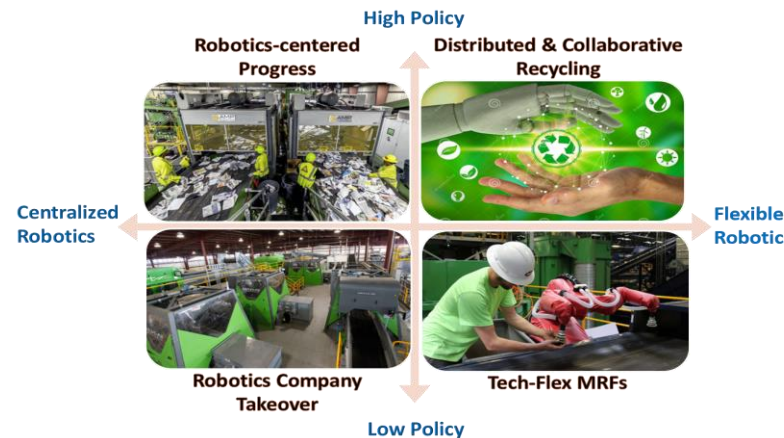 High Policy
Robotics-centered
Progress
Distributed & Collaborative
Recycling
Centralized
Robotics
Flexible
Robotic
Robotics Company
Takeover
Tech-Flex MRFs
Low Policy